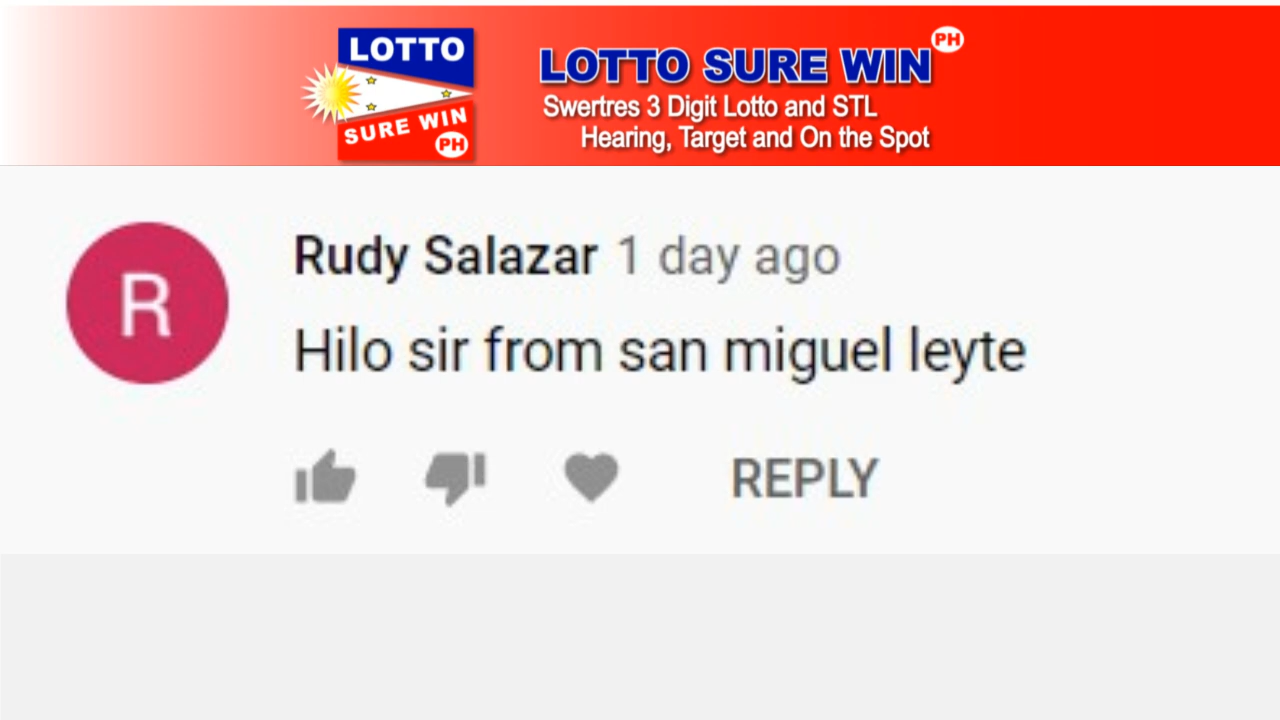 LOTTO
SURE WIN
PH
LOTTO SURE WIN PH
Swertres 3 Digit Lotto and STL
Hearing, Target and On the Spot
R
Rudy Salazar 1 day ago
Hilo sir from san miguel leyte
REPLY